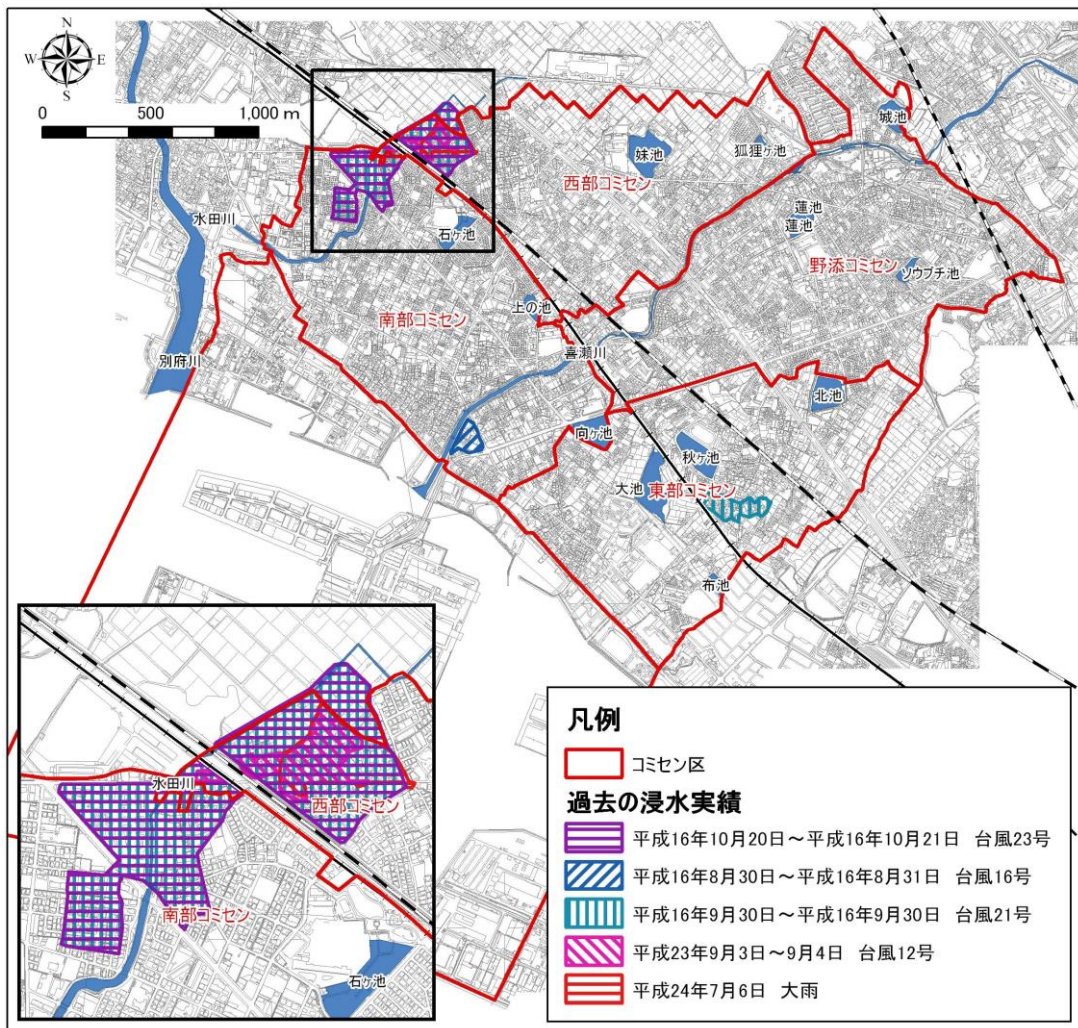 N
W E
S
0 500 1,000 m
城池
妹池
狐狸ヶ池
西部コミセン
水田川
蓮池
蓮池
石ヶ池
野添コミセン
ソウブチ池
上の池
南部コミセン
喜瀬川
別府川
北池
向ヶ池
秋ヶ池
大池
東部コミセン
布池
水田川
西部コミセン
南部コミセン
石ヶ池
凡例
コミセン区
過去の浸水実績
平成16年10月20日～平成16年10月21日 台風23号
平成16年8月30日～平成16年8月31日 台風16号
平成16年9月30日～平成16年9月30日 台風21号
平成23年9月3日～9月4日 台風12号
平成24年7月6日 大雨